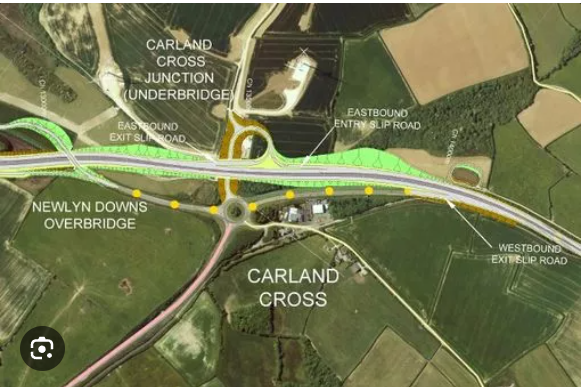 CARLAND
CROSS
JUNCTION
(UNDERBRIDGE)
EASTBOUND
ENTRY SLIP ROAD
EASTBOUND
EXIT SLIP ROAD
NEWLYN DOWNS
OVERBRIDGE
WESTBOUND
EXIT SLIP ROAD
CARLAND
CROSS